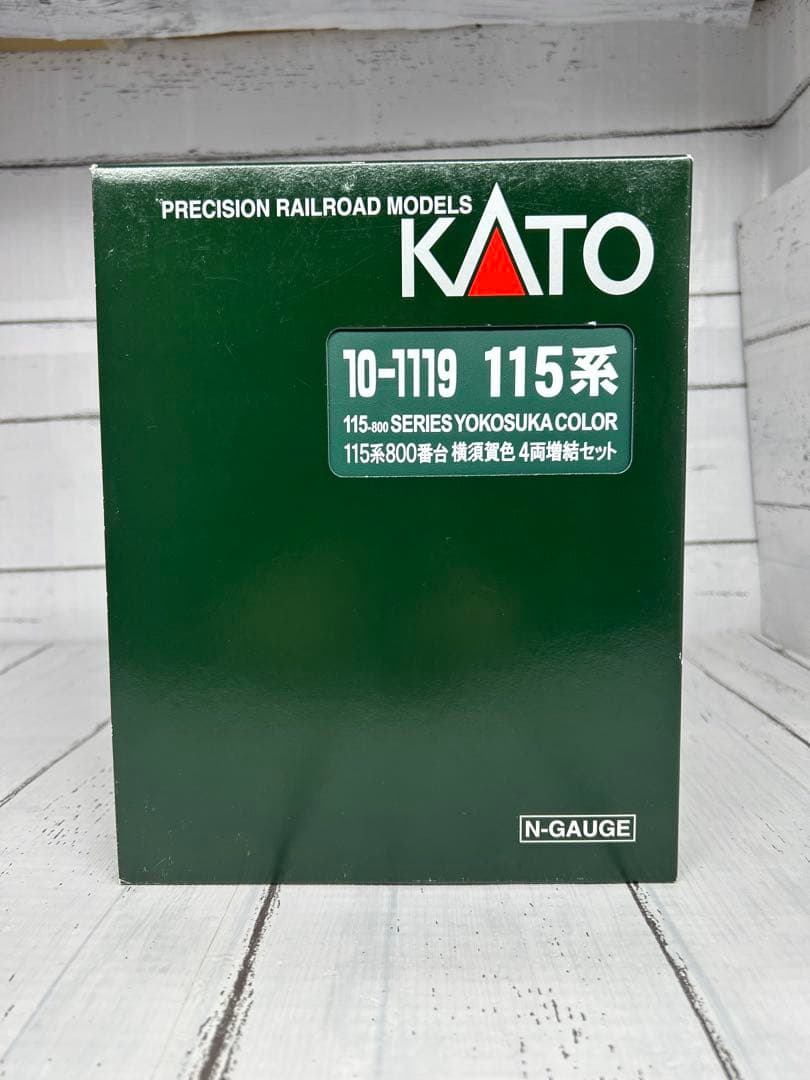 PRECISION RAILROAD MODELS
KATO
10-1119 115系
115-800 SERIES YOKOSUKA COLOR
115系800番台 横須賀色 4両増結セット
N-GAUGE